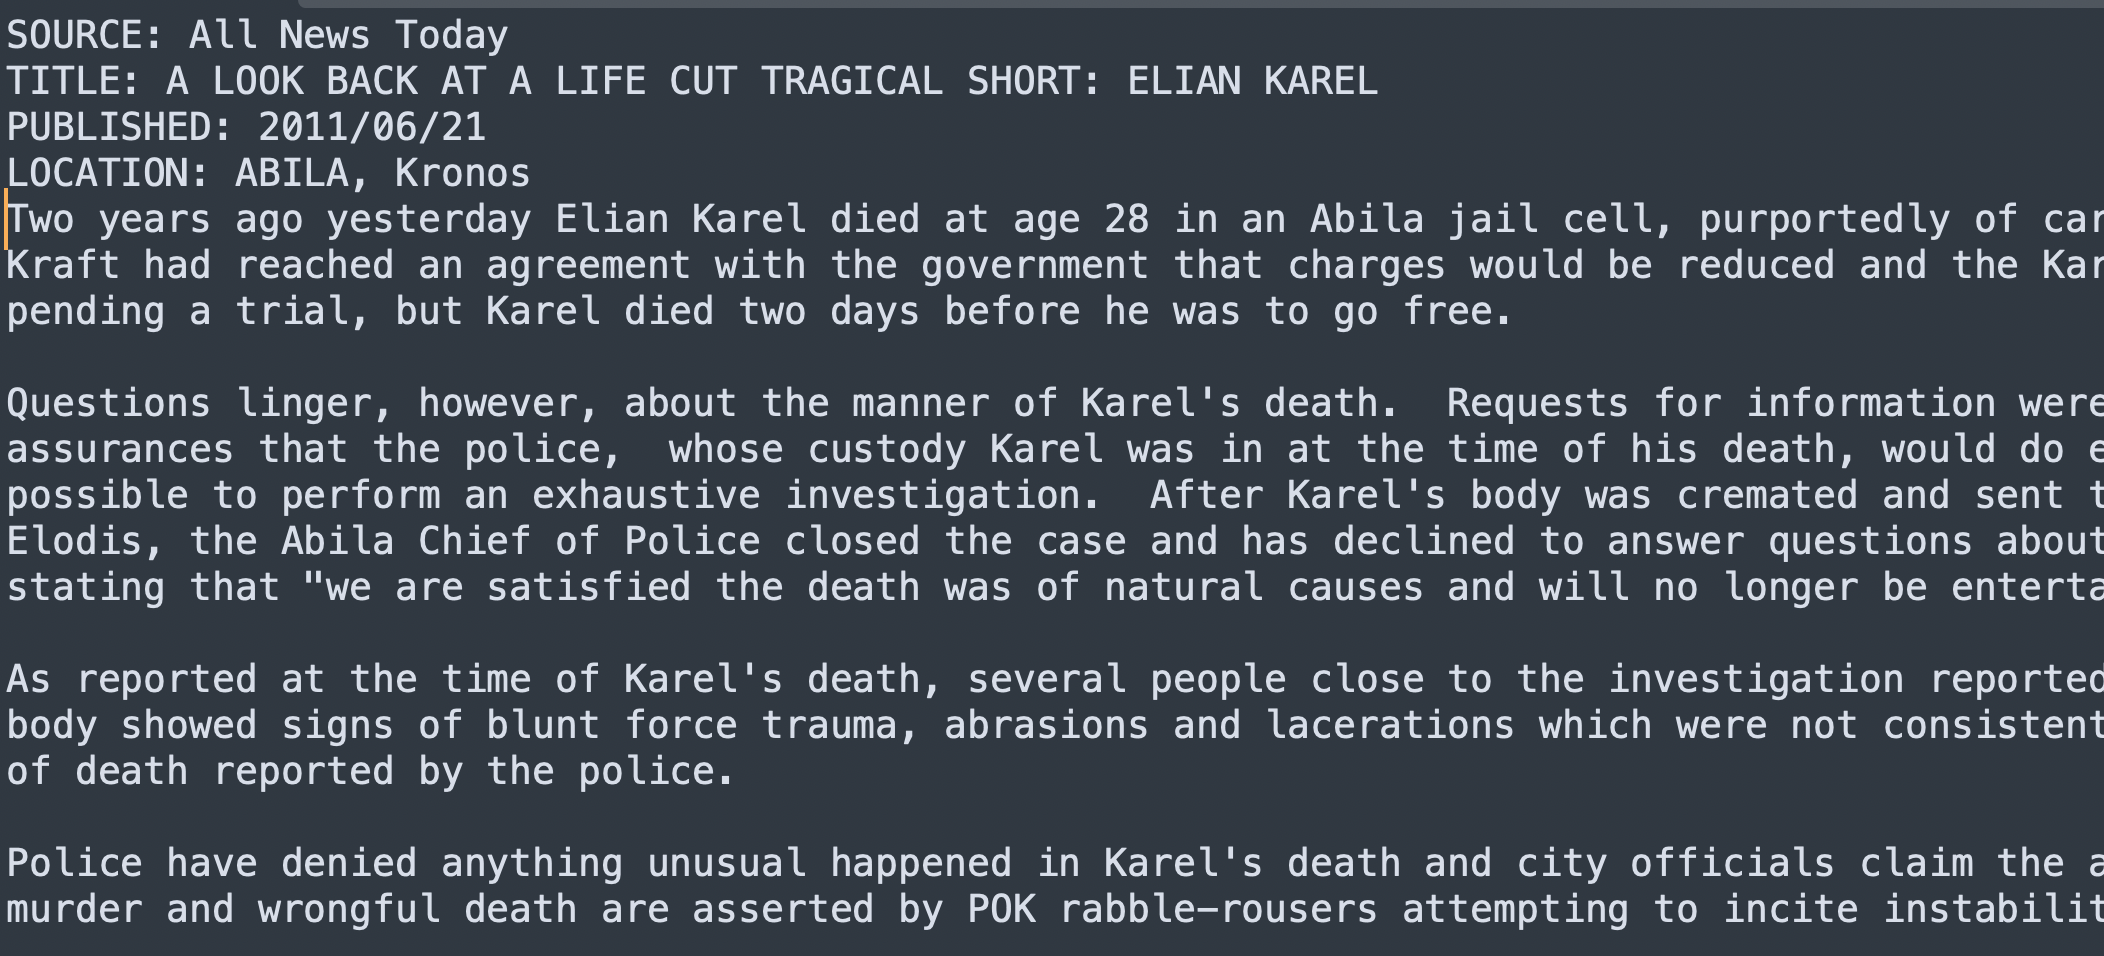 SOURCE: All News Today
TITLE: A LOOK BACK AT A LIFE CUT TRAGICAL SHORT: ELIAN KAREL
PUBLISHED: 2011/06/21
LOCATION: ABILA, Kronos
Two years ago yesterday Elian Karel died at age 28 in an Abila jail cell, purportedly of car
Kraft had reached an agreement with the government that charges would be reduced and the Kar
pending a trial, but Karel died two days before he was to go free.

Questions linger, however, about the manner of Karel's death.  Requests for information were
assurances that the police,  whose custody Karel was in at the time of his death, would do e
possible to perform an exhaustive investigation.  After Karel's body was cremated and sent t
Elodis, the Abila Chief of Police closed the case and has declined to answer questions about
stating that "we are satisfied the death was of natural causes and will no longer be enterta

As reported at the time of Karel's death, several people close to the investigation reported
body showed signs of blunt force trauma, abrasions and lacerations which were not consistent
of death reported by the police.

Police have denied anything unusual happened in Karel's death and city officials claim the a
murder and wrongful death are asserted by POK rabble-rousers attempting to incite instabilit